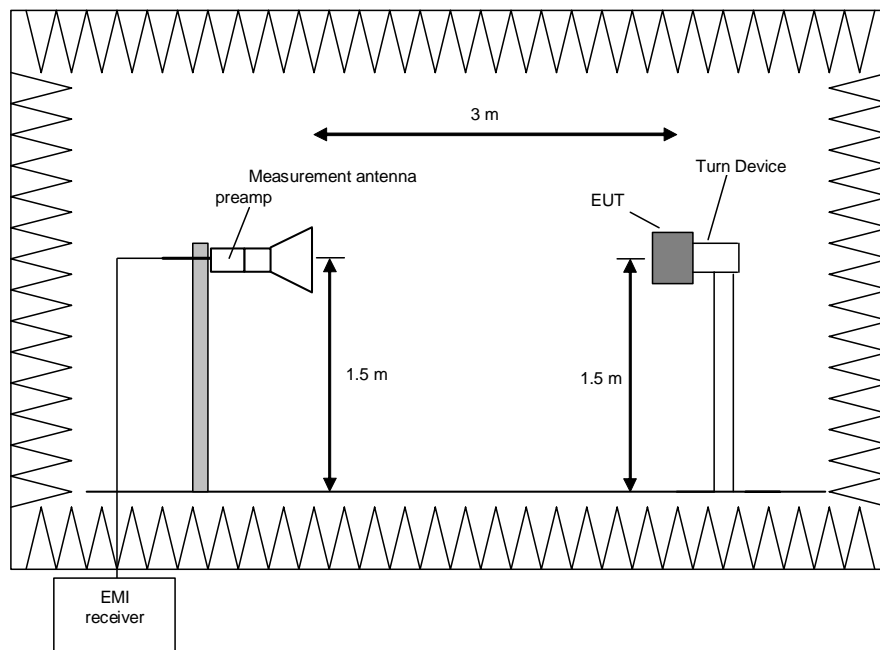 3 m
Measurement antenna
preamp
Turn Device
EUT
1.5 m
1.5 m
EMI
receiver